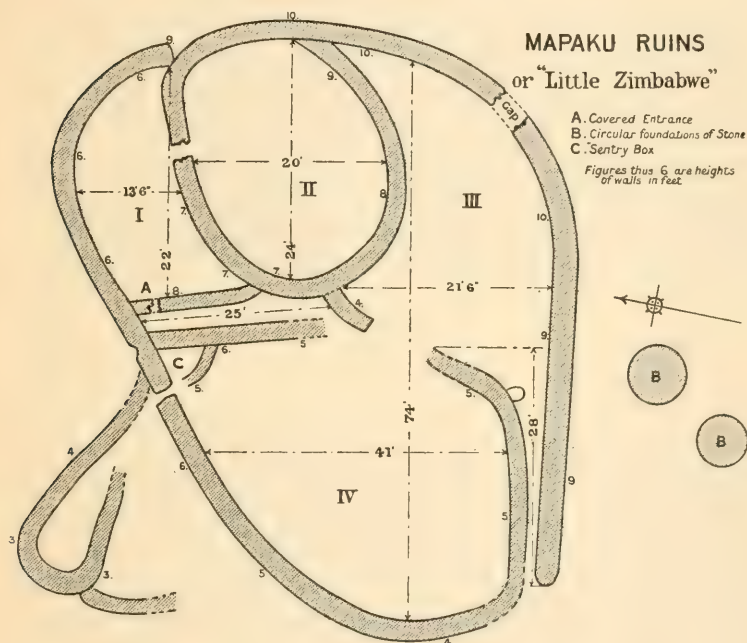 MAPAKU RUINS
or "Little Zimbabwe"
A. Covered Entrance
B. Circular foundations of Stone
C. Sentry Box
Figures thus 6 are heights
of walls in feet
10.
9.
10.
6.
9.
Gap
6.
20'
8
II
13'6"
III
7.
I
10.
22'
24'
6.
7.
7.
A
8.
21'6"
4.
25'
9.
6.
5.
C
5.
5.
28'
B
74'
B
4
6.
41'
9
IV
3
5.
3.
5
4